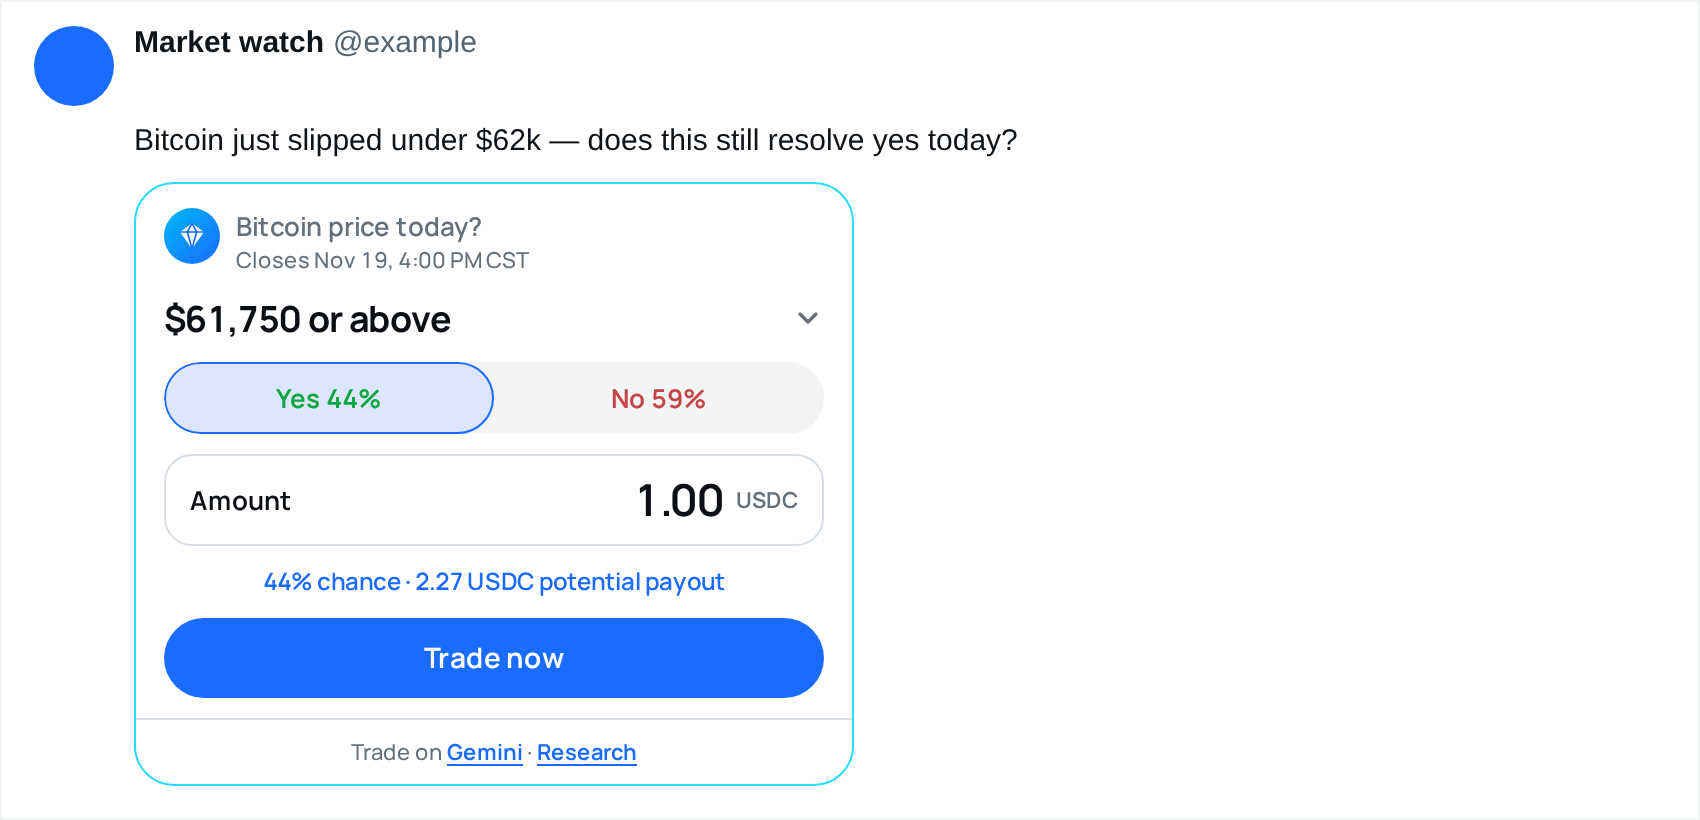 Market watch @example
Bitcoin just slipped under $62k — does this still resolve yes today?
Bitcoin price today?
Closes Nov 19, 4:00 PM CST
$61,750 or above
Yes 44% No 59%
Amount 1.00 USDC
44% chance · 2.27 USDC potential payout
Trade now
Trade on Gemini · Research